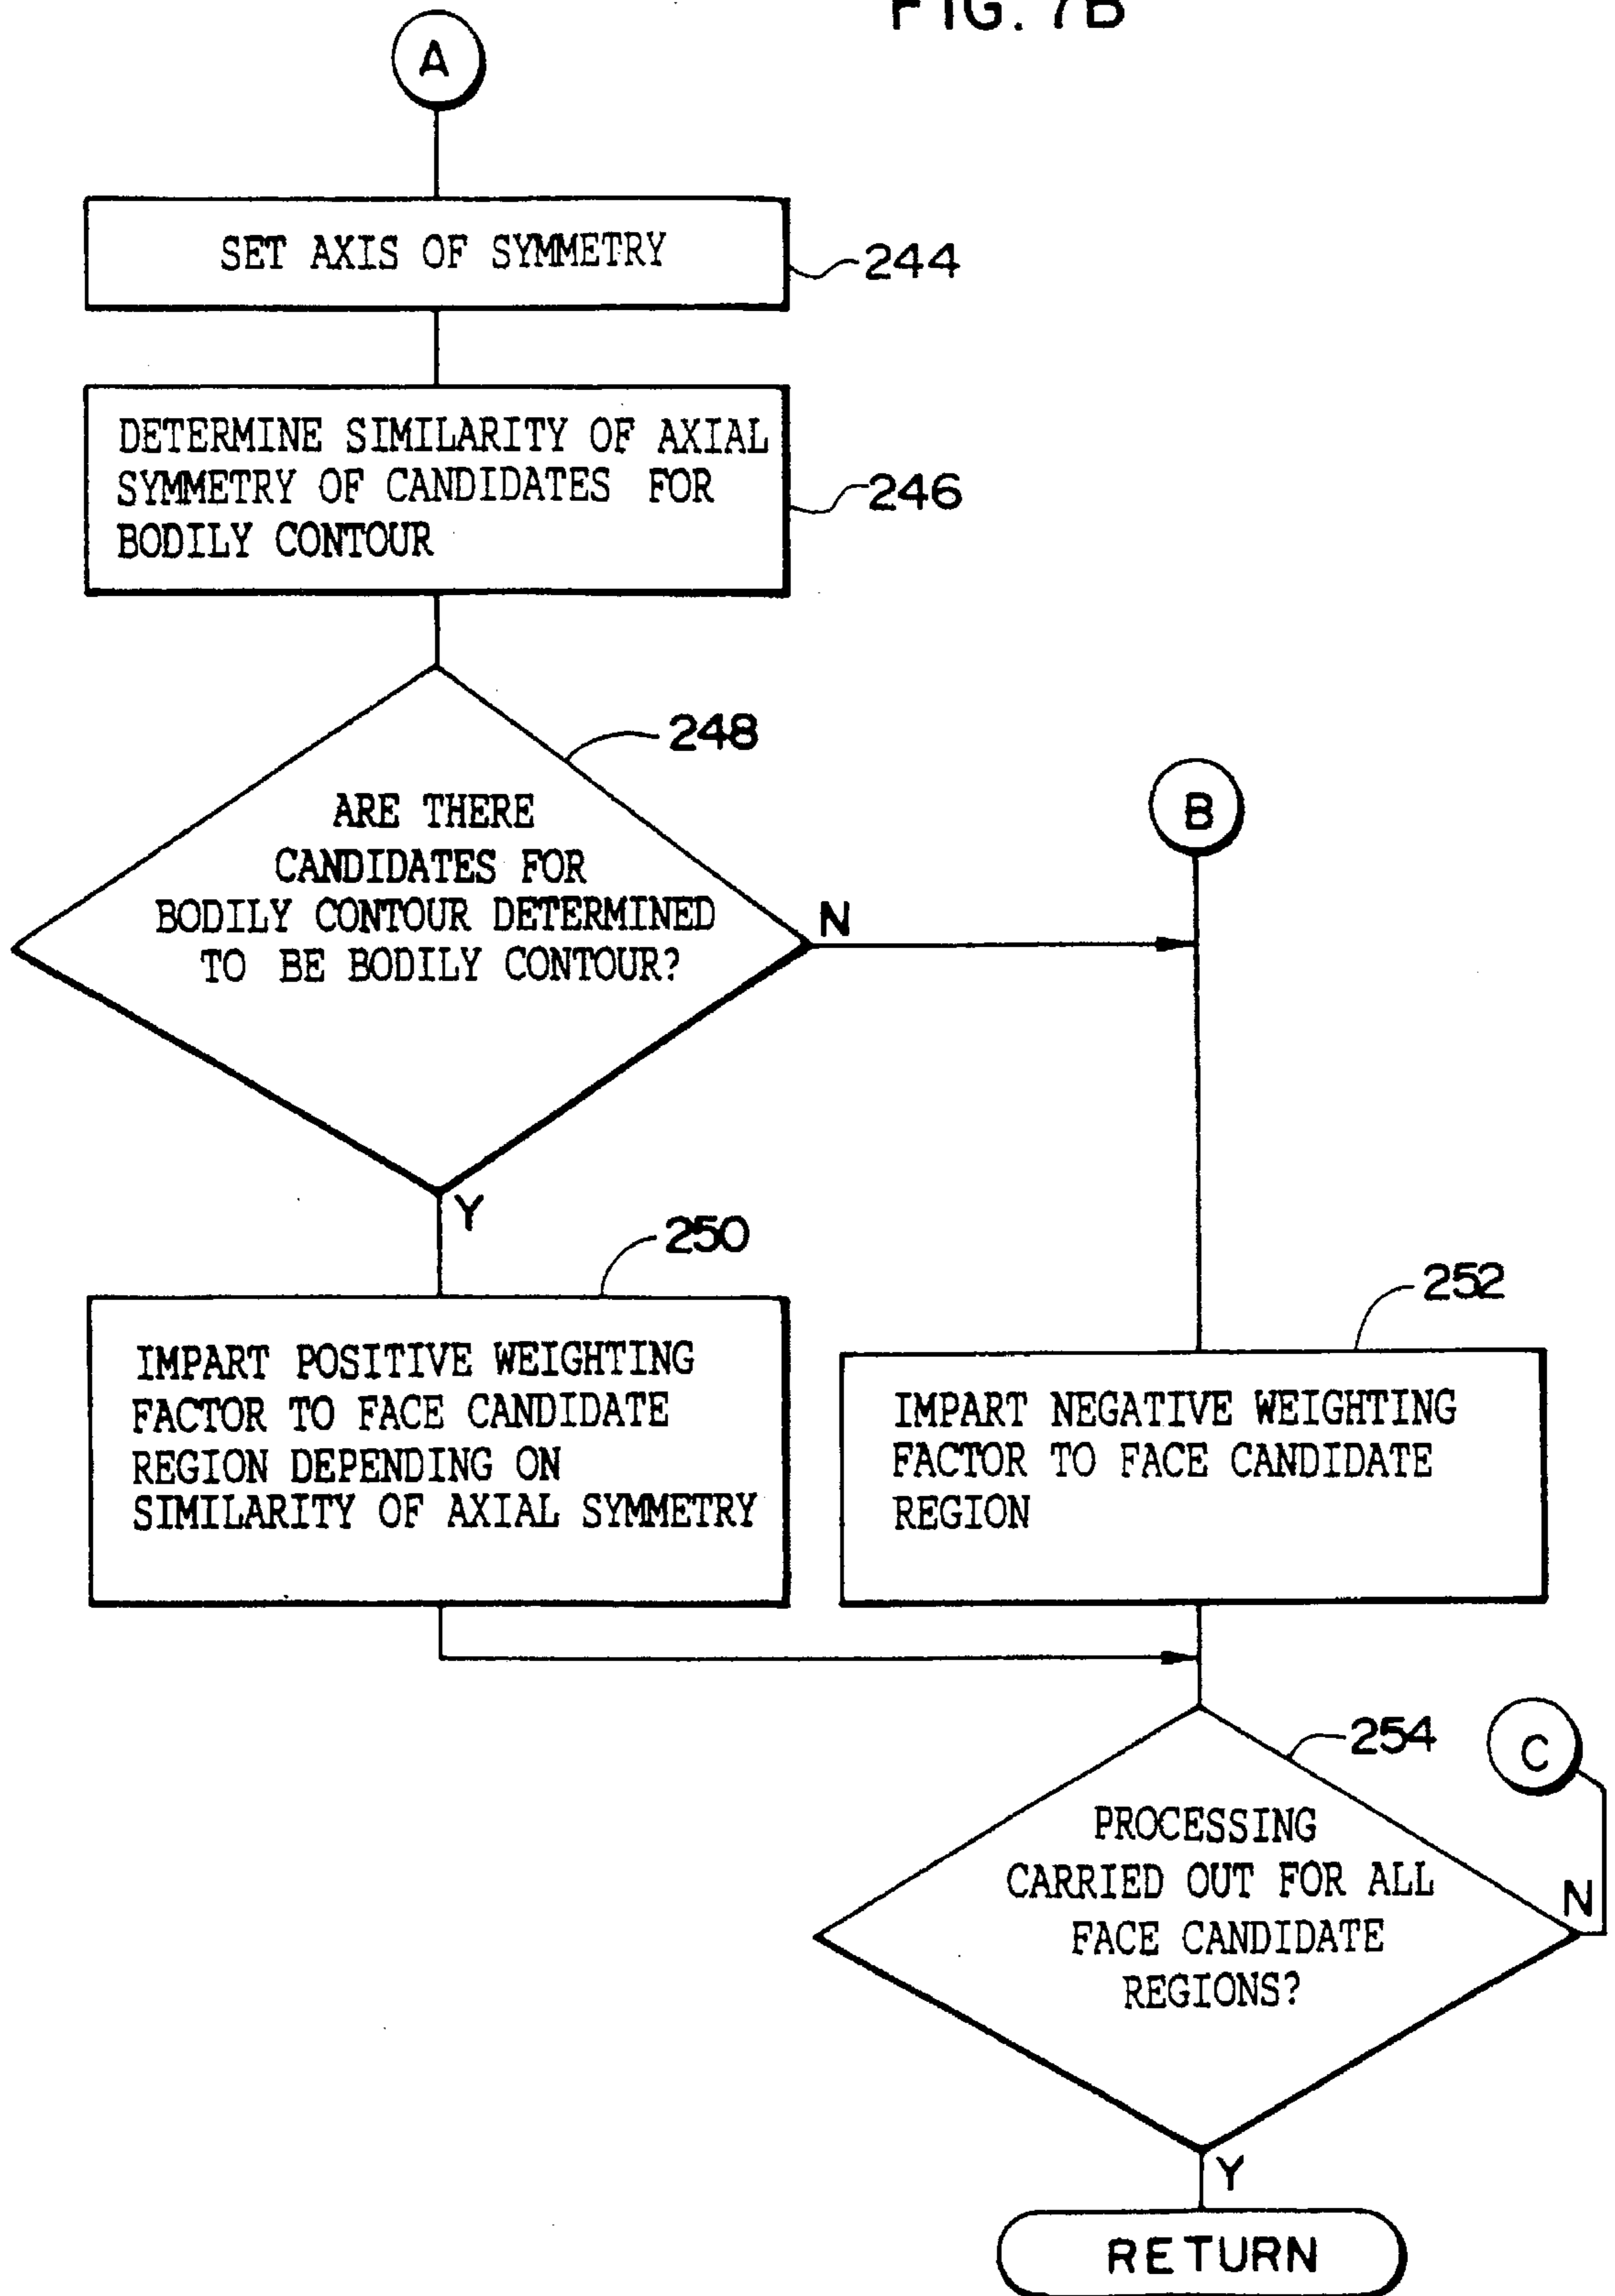 FIG. 7B
A
SET AXIS OF SYMMETRY
244
DETERMINE SIMILARITY OF AXIAL
SYMMETRY OF CANDIDATES FOR
BODILY CONTOUR
246
248
ARE THERE
CANDIDATES FOR
BODILY CONTOUR DETERMINED
TO BE BODILY CONTOUR?
N
B
Y
250
IMPART POSITIVE WEIGHTING
FACTOR TO FACE CANDIDATE
REGION DEPENDING ON
SIMILARITY OF AXIAL SYMMETRY
252
IMPART NEGATIVE WEIGHTING
FACTOR TO FACE CANDIDATE
REGION
254
C
PROCESSING
CARRIED OUT FOR ALL
FACE CANDIDATE
REGIONS?
N
Y
RETURN